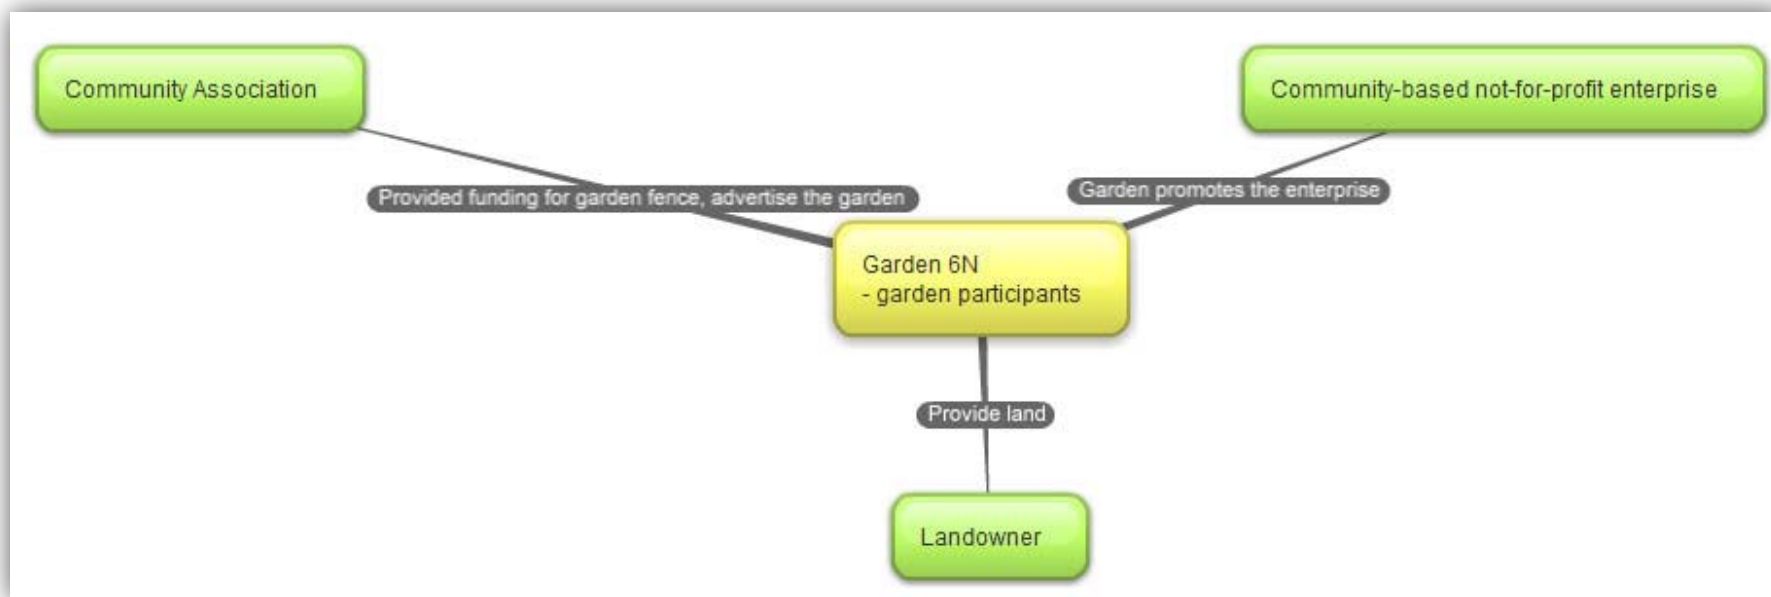 Community Association
Community-based not-for-profit enterprise
Provided funding for garden fence, advertise the garden
Garden promotes the enterprise
Garden 6N
- garden participants
Provide land
Landowner